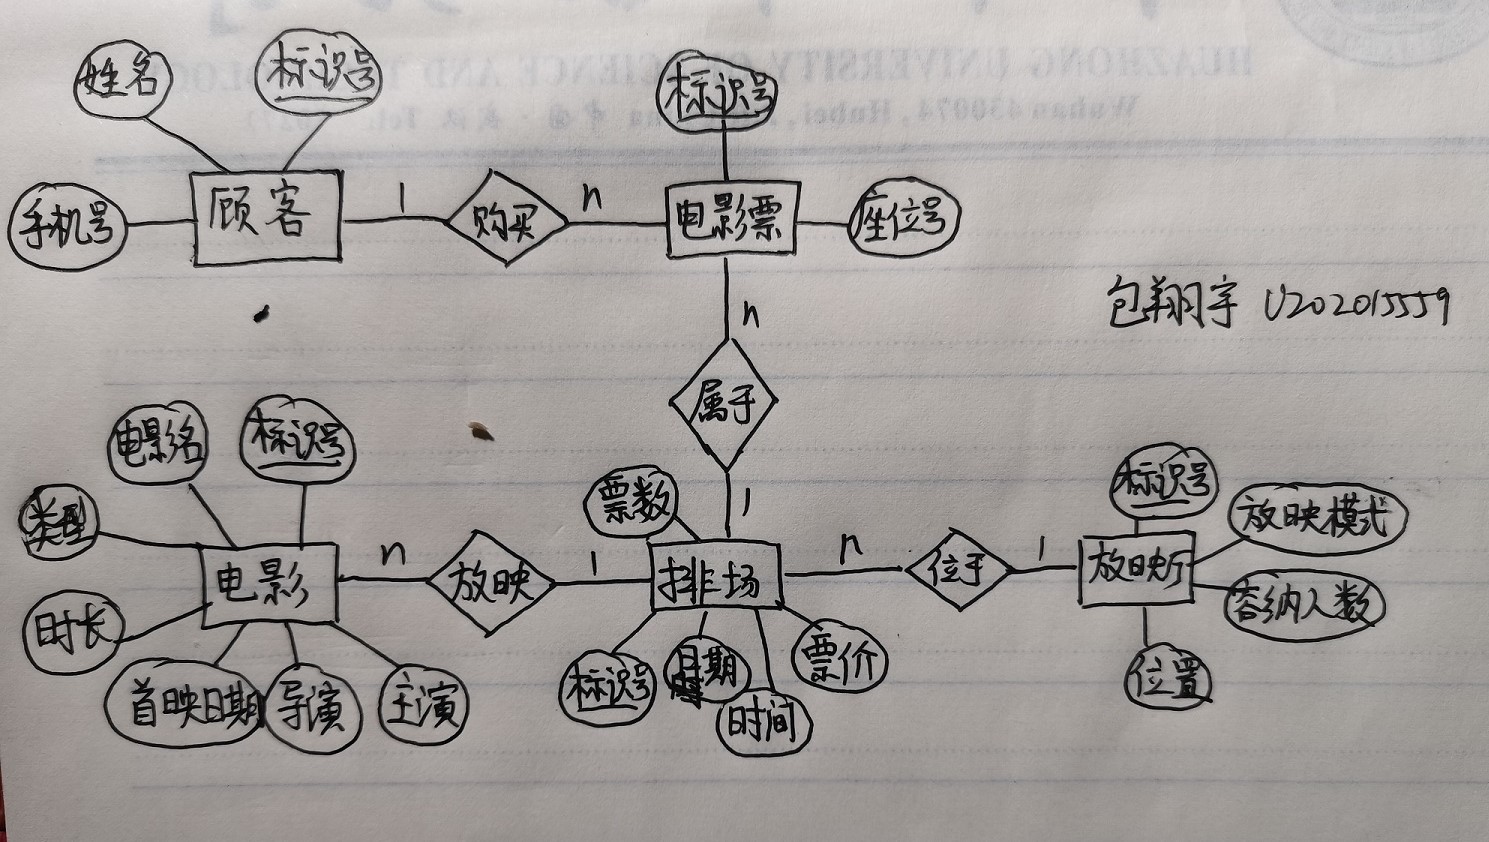 姓名
标识号
手机号
顾客
1
购买
n
标识号
电影票
座位号
n
属于
1
包翔宇 U202015559
电影名
标识号
类型
时长
电影
首映日期
导演
主演
n
放映
1
票数
排场
标识号
日期
时间
票价
n
位于
1
标识号
放映厅
放映模式
容纳人数
位置
HUAZHONG UNIVERSITY OF SCIENCE AND TECHNOLOGY
Wuhan 430074, Hubei,